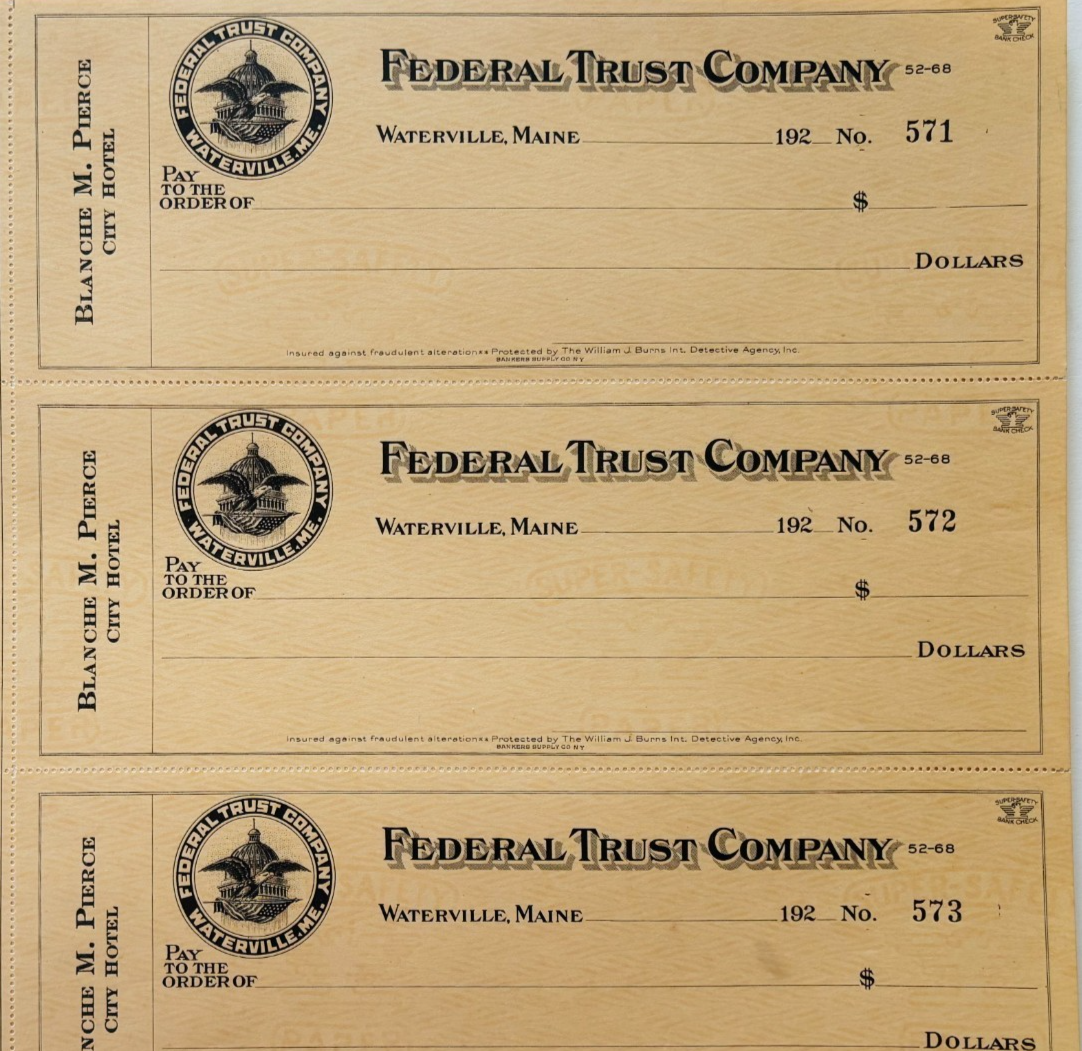 BLANCHE M. PIERCE
CITY HOTEL
FEDERAL TRUST COMPANY
WATERVILLE, ME.
FEDERAL TRUST COMPANY 52-68
SUPER-SAFETY
BANK CHECK
WATERVILLE, MAINE 192 No. 571
PAY
TO THE
ORDER OF $
DOLLARS
SUPER-SAFETY
Insured against fraudulent alterations Protected by The William J. Burns Int. Detective Agency, Inc.
BANKERS SUPPLY CO NY
BLANCHE M. PIERCE
CITY HOTEL
FEDERAL TRUST COMPANY
WATERVILLE, ME.
FEDERAL TRUST COMPANY 52-68
SUPER-SAFETY
BANK CHECK
WATERVILLE, MAINE 192 No. 572
PAY
TO THE
ORDER OF $
SUPER-SAFETY
DOLLARS
Insured against fraudulent alterations Protected by The William J. Burns Int. Detective Agency, Inc.
BANKERS SUPPLY CO NY
NCHE M. PIERCE
CITY HOTEL
FEDERAL TRUST COMPANY
WATERVILLE, ME.
FEDERAL TRUST COMPANY 52-68
SUPER-SAFETY
BANK CHECK
WATERVILLE, MAINE 192 No. 573
PAY
TO THE
ORDER OF $
DOLLARS